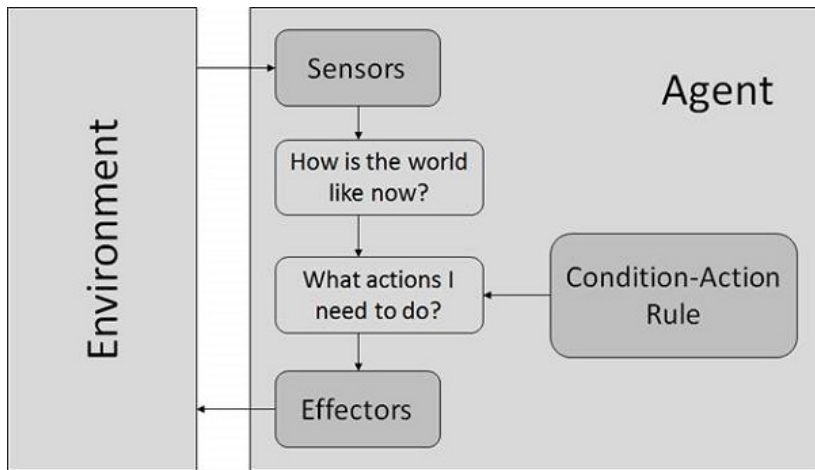 Environment
Sensors
Agent
How is the world
like now?
What actions I
need to do?
Condition-Action
Rule
Effectors